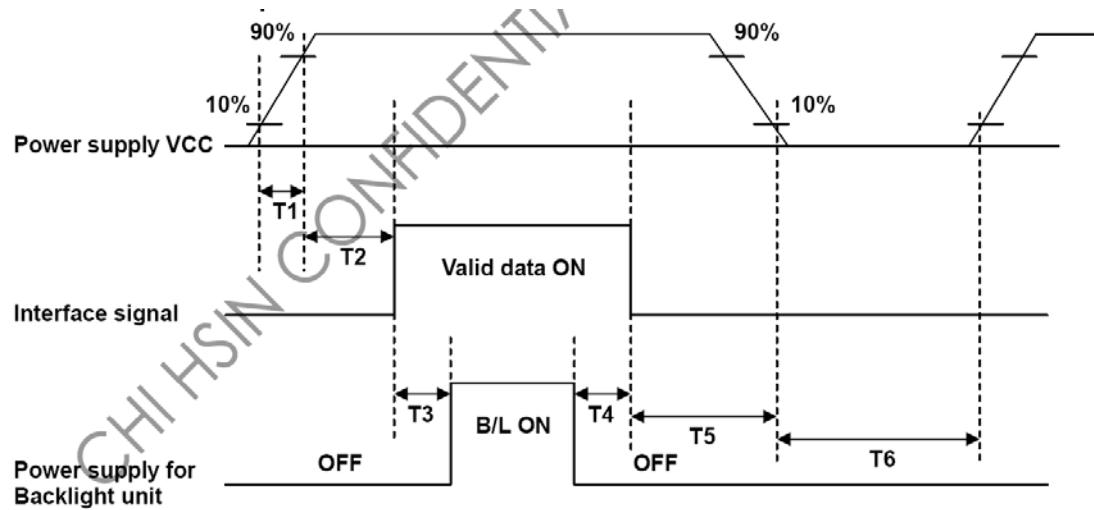 90%
90%
10%
10%
Power supply VCC
T1
T2
Valid data ON
Interface signal
T3
T4
B/L ON
T5
T6
OFF
OFF
Power supply for
Backlight unit
CHI HSIN CONFIDENTIA